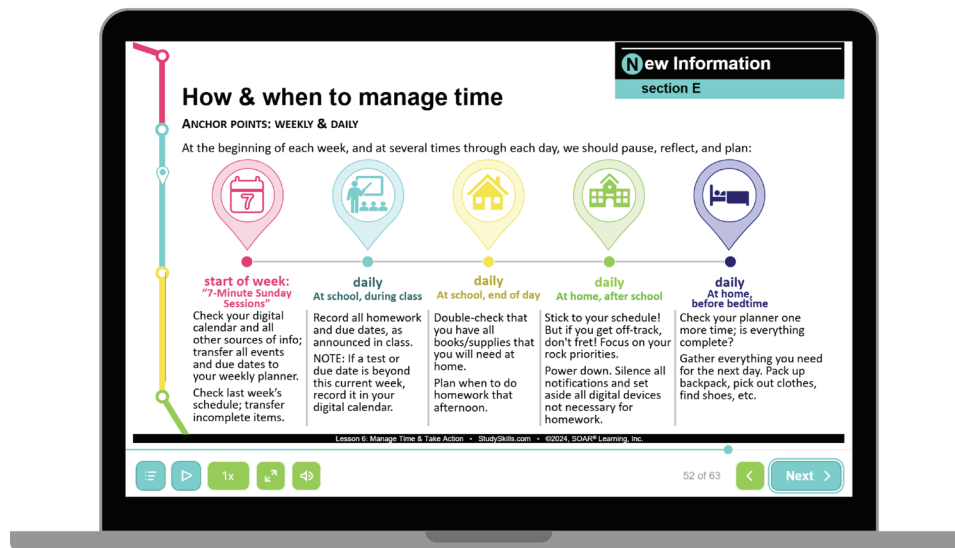 New Information
section E
How & when to manage time
ANCHOR POINTS: WEEKLY & DAILY
At the beginning of each week, and at several times through each day, we should pause, reflect, and plan:
7
start of week:
“7-Minute Sunday
Sessions”
Check your digital
calendar and all
other sources of info;
transfer all events
and due dates to
your weekly planner.
Check last week’s
schedule; transfer
incomplete items.
daily
At school, during class
Record all homework
and due dates, as
announced in class.
NOTE: If a test or
due date is beyond
this current week,
record it in your
digital calendar.
daily
At school, end of day
Double-check that
you have all
books/supplies that
you will need at
home.
Plan when to do
homework that
afternoon.
daily
At home, after school
Stick to your schedule!
But if you get off-track,
don't fret! Focus on your
rock priorities.
Power down. Silence all
notifications and set
aside all digital devices
not necessary for
homework.
daily
At home,
before bedtime
Check your planner one
more time; is everything
complete?
Gather everything you need
for the next day. Pack up
backpack, pick out clothes,
find shoes, etc.
Lesson 6: Manage Time & Take Action • StudySkills.com • ©2024, SOAR® Learning, Inc.
1x
52 of 63
Next